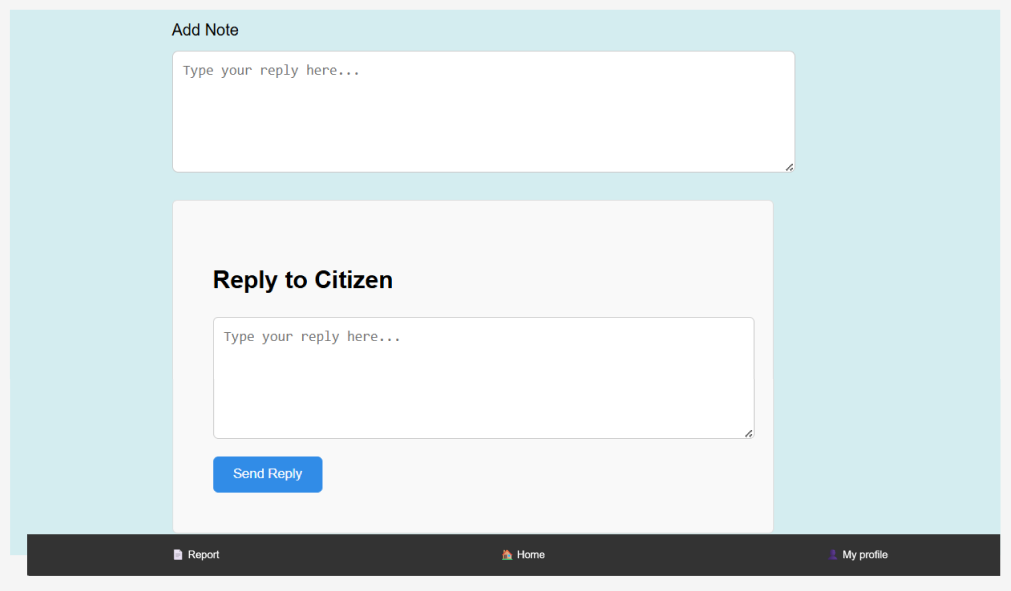 Add Note
Type your reply here...
Reply to Citizen
Type your reply here...
Send Reply
Report
Home
My profile